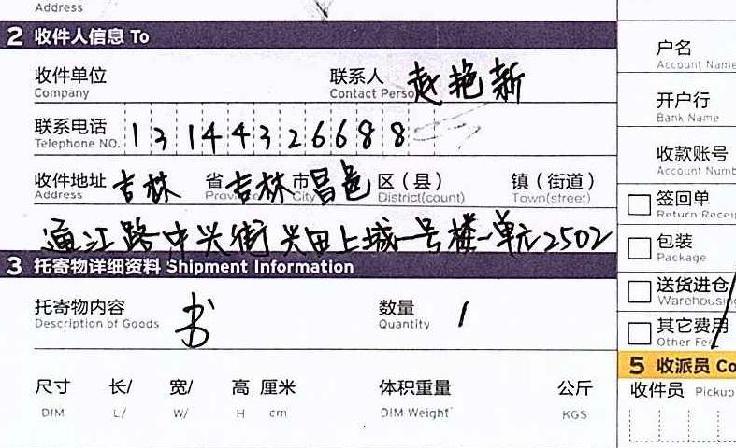 Address
2 收件人信息 To
户名
Account Name
收件单位 联系人 赵艳新
Company Contact Perso
开户行
Bank Name
联系电话 13144326688
Telephone NO.
收款账号
Account Numb
收件地址 吉林 省 吉林 市 昌邑 区（县） 镇（街道）
Address Provi City District(count) Town(street)
签回单
Return Receip
通江路中兴街 上城一号楼一单元2502
包装
Package
3 托寄物详细资料 Shipment Information
送货进仓
Warehousing
托寄物内容 书 数量 1
Description of Goods Quantity
其它费用
Other Fee
5 收派员 Co
尺寸 长/ 宽/ 高 厘米 体积重量 公斤
DIM L/ W/ H cm DIM Weight KGS
收件员 Pickup